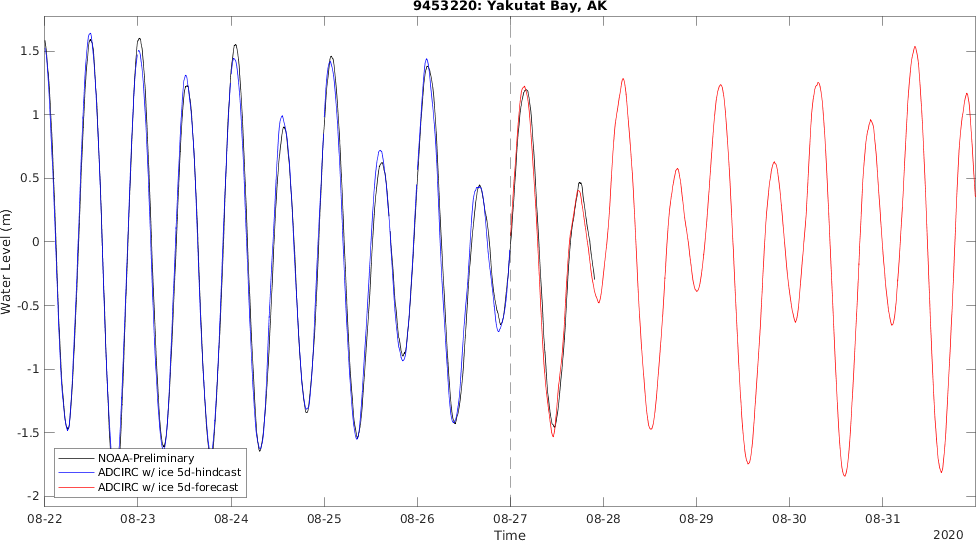 9453220: Yakutat Bay, AK
Water Level (m)
1.5
1
0.5
0
-0.5
-1
-1.5
-2
NOAA-Preliminary
ADCIRC w/ ice 5d-hindcast
ADCIRC w/ ice 5d-forecast
08-22 08-23 08-24 08-25 08-26 08-27 08-28 08-29 08-30 08-31
Time
2020